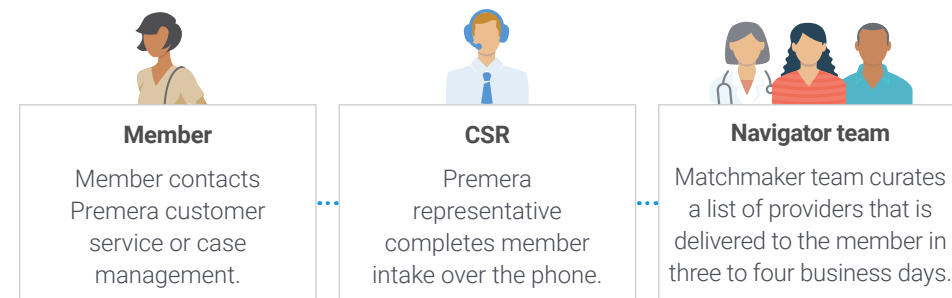 Member
Member contacts
Premera customer
service or case
management.
CSR
Premera
representative
completes member
intake over the phone.
Navigator team
Matchmaker team curates
a list of providers that is
delivered to the member in
three to four business days.